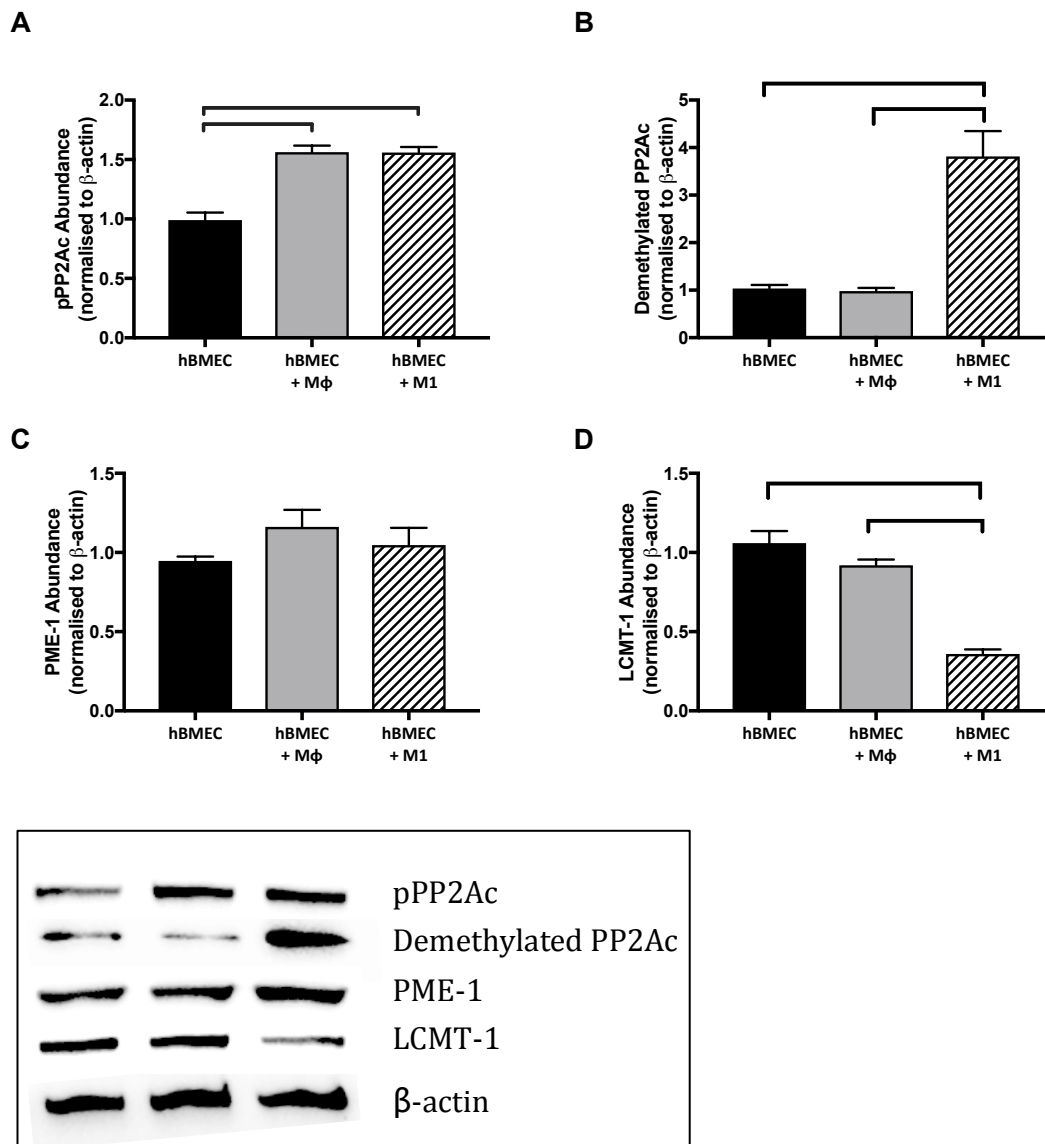 A
pPP2Ac Abundance
(normalised to β-actin)
2.0
1.5
1.0
0.5
0.0
hBMEC
hBMEC
+ Mϕ
hBMEC
+ M1
B
Demethylated PP2Ac
(normalised to β-actin)
5
4
3
2
1
0
hBMEC
hBMEC
+ Mϕ
hBMEC
+ M1
C
PME-1 Abundance
(normalised to β-actin)
1.5
1.0
0.5
0.0
hBMEC
hBMEC
+ Mϕ
hBMEC
+ M1
D
LCMT-1 Abundance
(normalised to β-actin)
1.5
1.0
0.5
0.0
hBMEC
hBMEC
+ Mϕ
hBMEC
+ M1
pPP2Ac
Demethylated PP2Ac
PME-1
LCMT-1
β-actin